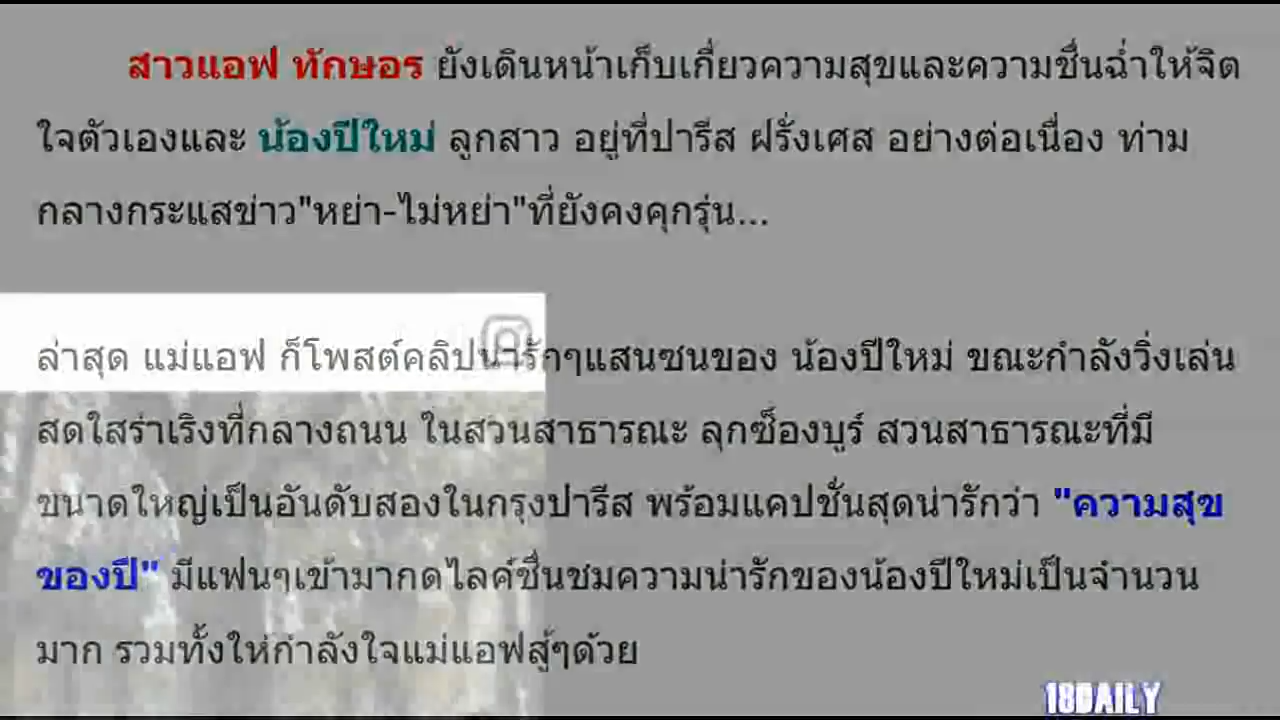 สาวแอฟ ทักษอร ยังเดินหน้าเก็บเกี่ยวความสุขและความชื่นฉ่ำให้จิต
ใจตัวเองและ น้องปีใหม่ ลูกสาว อยู่ที่ปารีส ฝรั่งเศส อย่างต่อเนื่อง ท่าม
กลางกระแสข่าว"หย่า-ไม่หย่า"ที่ยังคงคุกรุ่น...
ล่าสุด แม่แอฟ ก็โพสต์คลิปน่ารักๆแสนซนของ น้องปีใหม่ ขณะกำลังวิ่งเล่น
สดใสร่าเริงที่กลางถนน ในสวนสาธารณะ ลุกซ็องบูร์ สวนสาธารณะที่มี
ขนาดใหญ่เป็นอันดับสองในกรุงปารีส พร้อมแคปชั่นสุดน่ารักว่า "ความสุข
ของปี" มีแฟนๆเข้ามากดไลค์ชื่นชมความน่ารักของน้องปีใหม่เป็นจำนวน
มาก รวมทั้งให่กำลังใจแม่แอฟสู้ๆด้วย
18DAILY